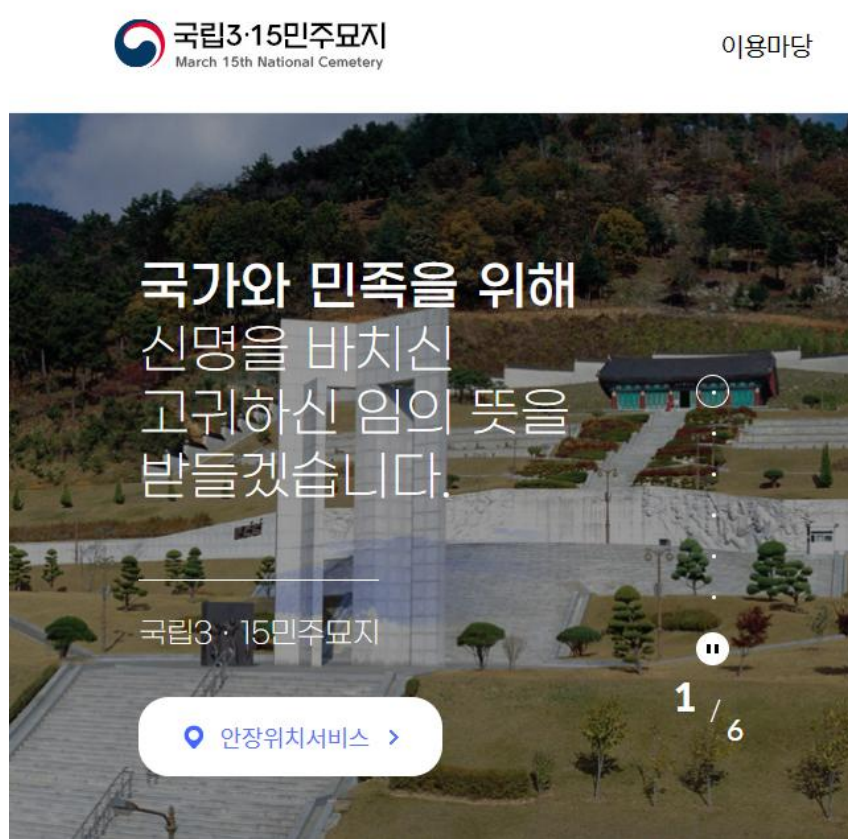 국립3·15민주묘지
March 15th National Cemetery
이용마당
국가와 민족을 위해
신명을 바치신
고귀하신 임의 뜻을
받들겠습니다.
국립3·15민주묘지
안장위치서비스 >
1 / 6